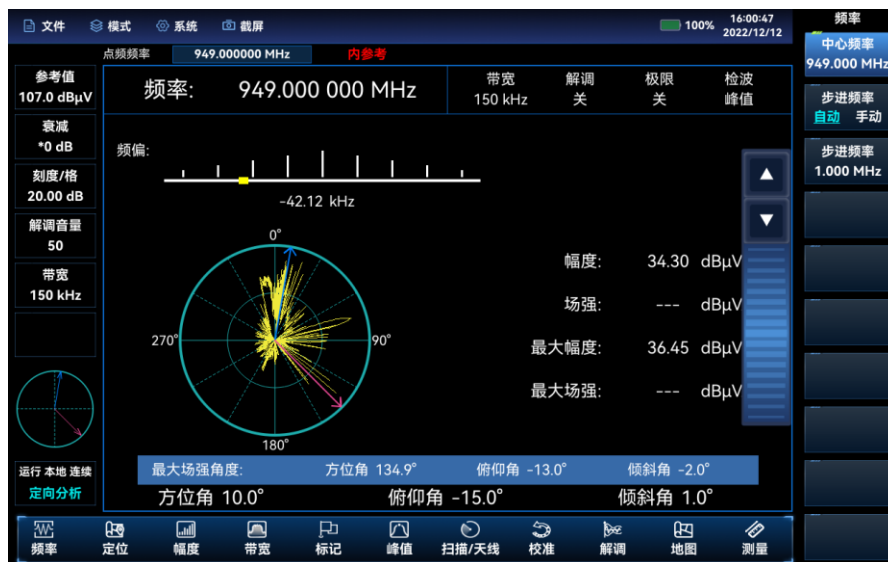 文件 模式 系统 截屏 100% 16:00:47
2022/12/12
频率
点频频率 949.000000 MHz 内参考
中心频率
949.000 MHz
步进频率
自动 手动
步进频率
1.000 MHz
参考值
107.0 dBµV
衰减
*0 dB
刻度/格
20.00 dB
解调音量
50
带宽
150 kHz
运行 本地 连续
定向分析
频率: 949.000 000 MHz
带宽 解调 极限 检波
150 kHz 关 关 峰值
频偏:
-42.12 kHz
▲
▼
0°
270° 90°
180°
幅度: 34.30 dBµV
场强: --- dBµV
最大幅度: 36.45 dBµV
最大场强: --- dBµV
最大场强角度: 方位角 134.9° 俯仰角 -13.0° 倾斜角 -2.0°
方位角 10.0° 俯仰角 -15.0° 倾斜角 1.0°
频率 定位 幅度 带宽 标记 峰值 扫描/天线 校准 解调 地图 测量